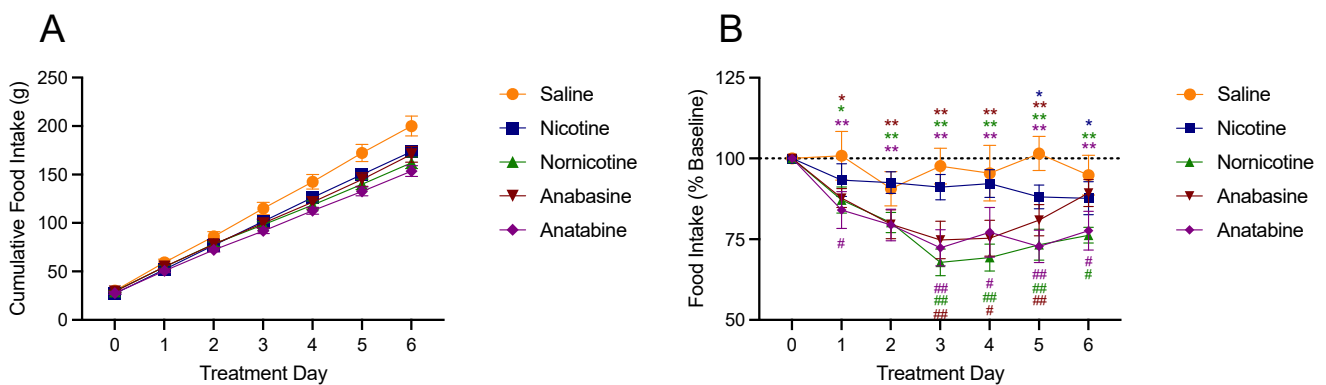 A
Cumulative Food Intake (g)
250
200
150
100
50
0
0 1 2 3 4 5 6
Treatment Day
Saline
Nicotine
Nornicotine
Anabasine
Anatabine
B
Food Intake (% Baseline)
125
100
75
50
* 
* ** ** ** **
* ** ** ** ** *
** ** ** ** ** **
**
#
## # ## #
## ## ## #
## # ##
0 1 2 3 4 5 6
Treatment Day
Saline
Nicotine
Nornicotine
Anabasine
Anatabine